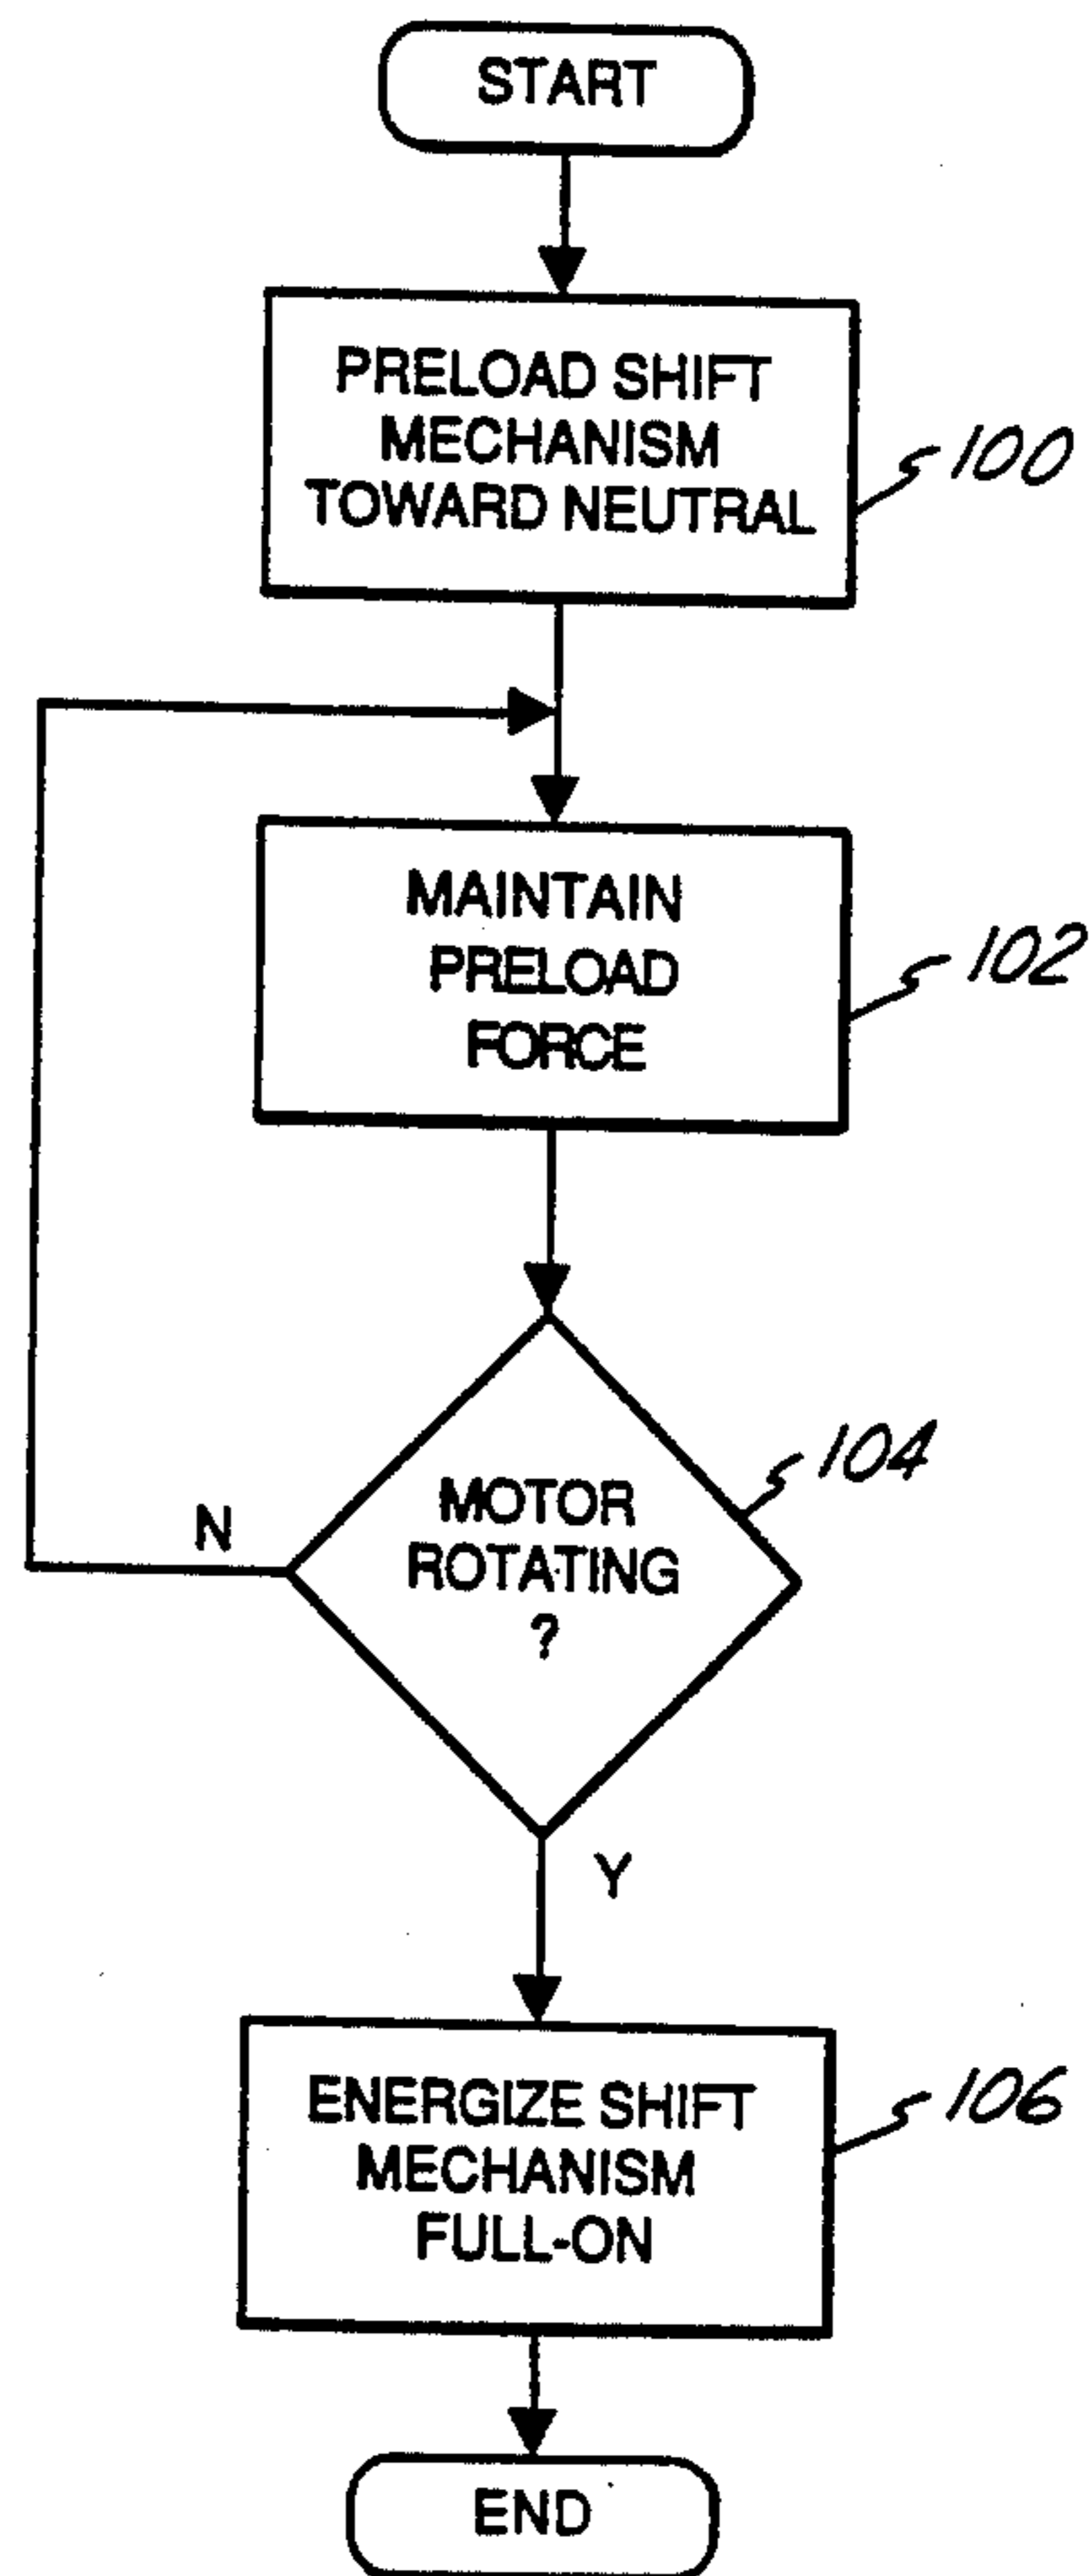 START
PRELOAD SHIFT
MECHANISM
TOWARD NEUTRAL
100
MAINTAIN
PRELOAD
FORCE
102
MOTOR
ROTATING
?
104
N
Y
ENERGIZE SHIFT
MECHANISM
FULL-ON
106
END